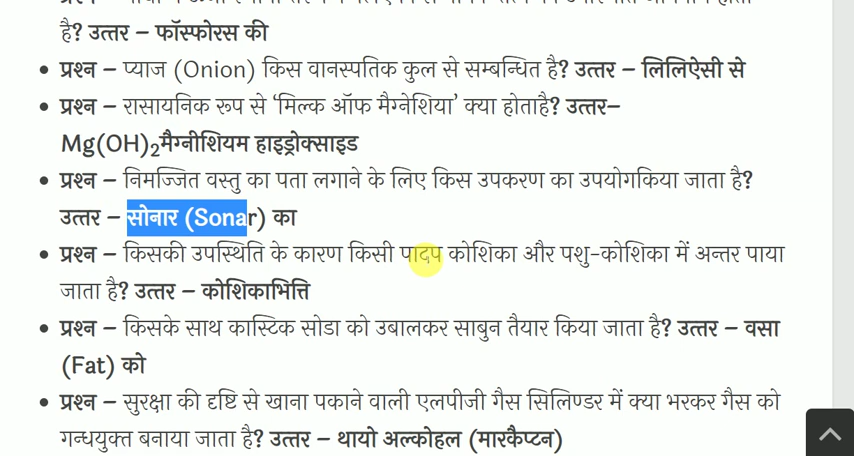 है? उत्तर – फॉस्फोरस की
प्रश्न – प्याज (Onion) किस वानस्पतिक कुल से सम्बन्धित है? उत्तर – लिलिऐसी से
प्रश्न – रासायनिक रूप से ‘मिल्क ऑफ मैग्नेशिया’ क्या होताहै? उत्तर–
Mg(OH)₂मैग्नीशियम हाइड्रोक्साइड
प्रश्न – निमज्जित वस्तु का पता लगाने के लिए किस उपकरण का उपयोगकिया जाता है?
उत्तर – सोनार (Sonar) का
प्रश्न – किसकी उपस्थिति के कारण किसी पादप कोशिका और पशु-कोशिका में अन्तर पाया
जाता है? उत्तर – कोशिकाभित्ति
प्रश्न – किसके साथ कास्टिक सोडा को उबालकर साबुन तैयार किया जाता है? उत्तर – वसा
(Fat) को
प्रश्न – सुरक्षा की दृष्टि से खाना पकाने वाली एलपीजी गैस सिलिण्डर में क्या भरकर गैस को
गन्धयुक्त बनाया जाता है? उत्तर – थायो अल्कोहल (मारकैप्टन)